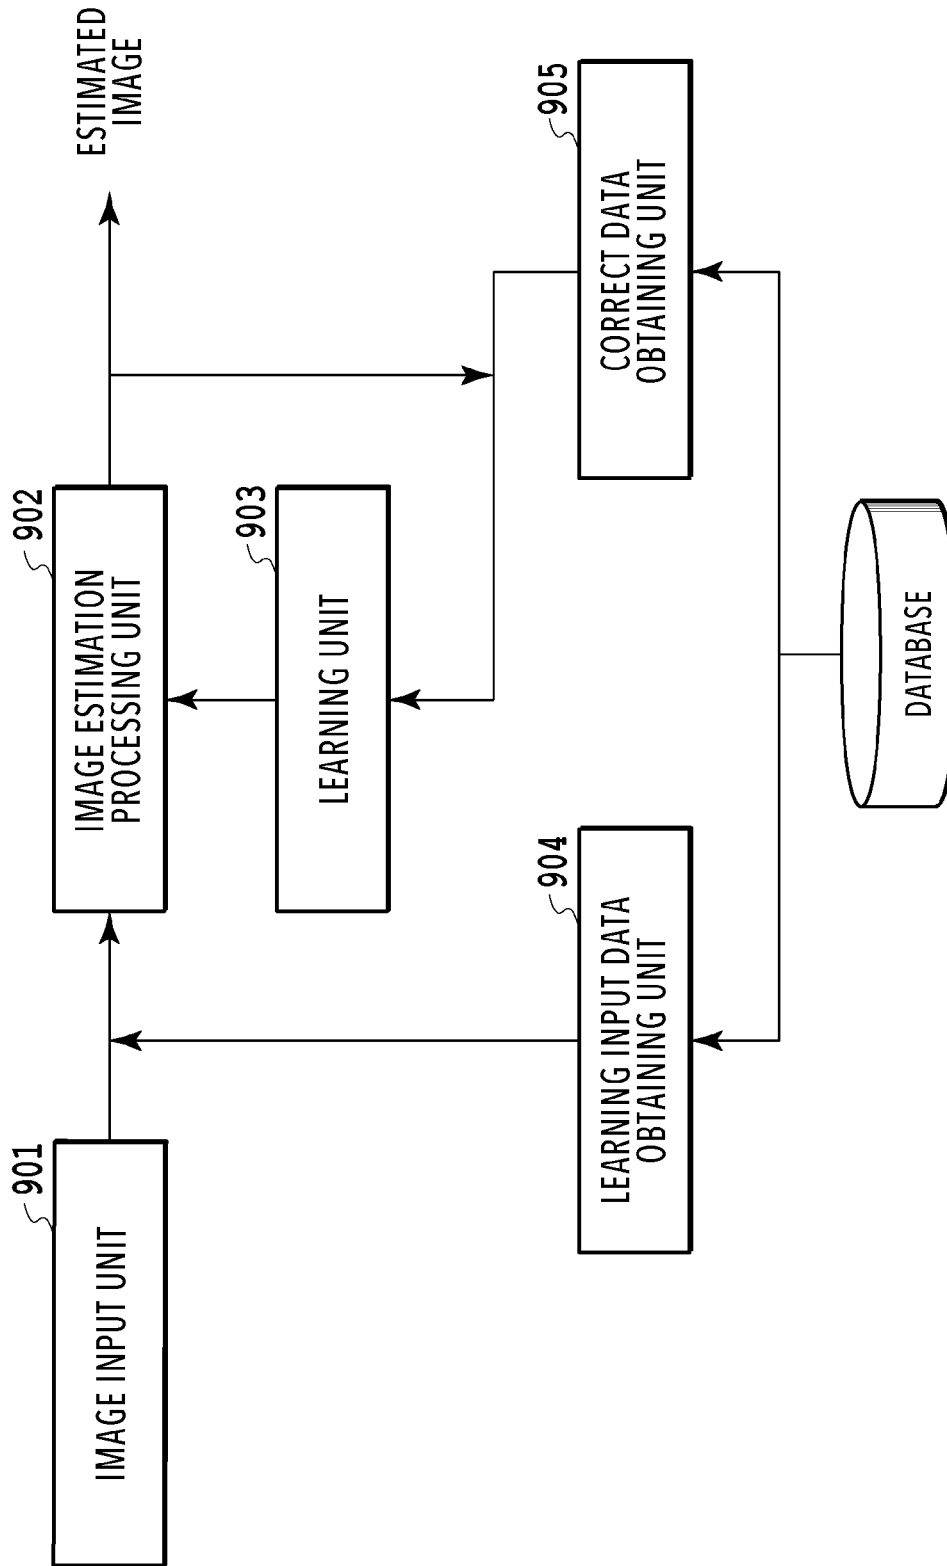 901
IMAGE INPUT UNIT
902
IMAGE ESTIMATION
PROCESSING UNIT
ESTIMATED
IMAGE
903
LEARNING UNIT
904
LEARNING INPUT DATA
OBTAINING UNIT
905
CORRECT DATA
OBTAINING UNIT
DATABASE